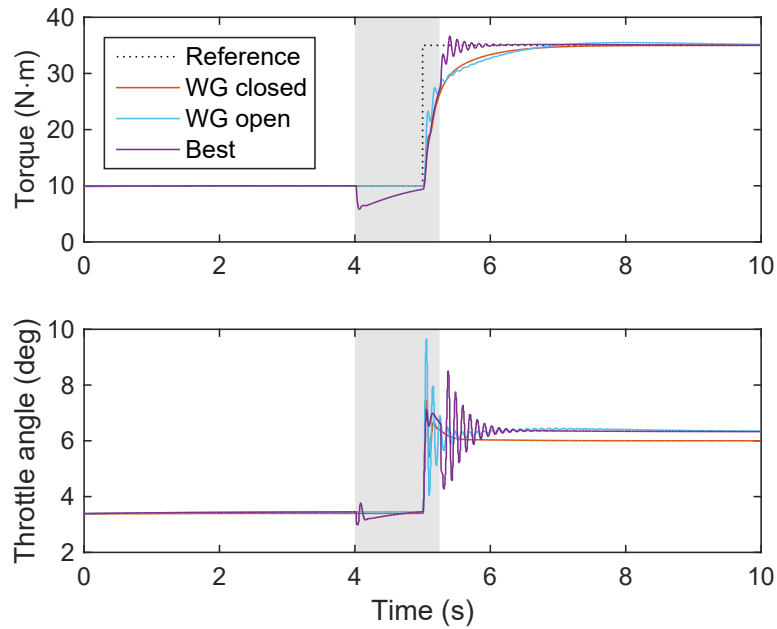 40
30
20
10
0
Torque (N·m)
Reference
WG closed
WG open
Best
0 2 4 6 8 10
10
8
6
4
2
Throttle angle (deg)
0 2 4 6 8 10
Time (s)